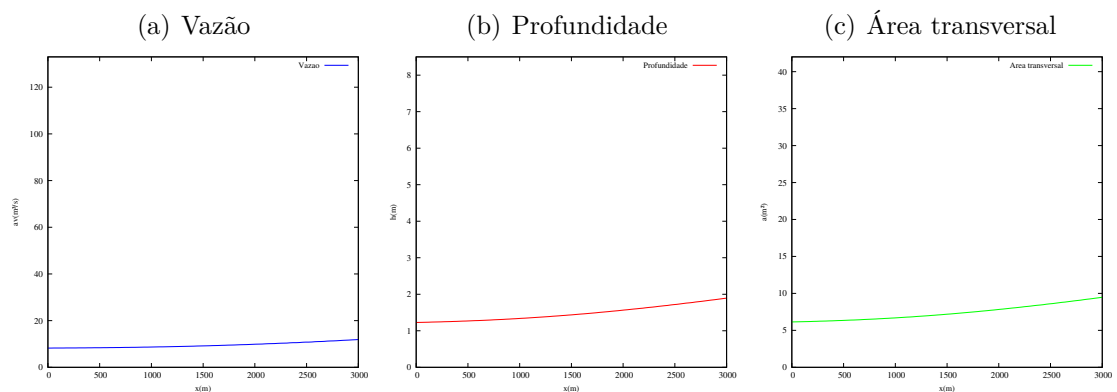 (a) Vazão
(b) Profundidade
(c) Área transversal
Vazao
120
100
80
60
40
20
0
0 500 1000 1500 2000 2500 3000
av(m³/s)
x(m)
Profundidade
8
7
6
5
4
3
2
1
0
0 500 1000 1500 2000 2500 3000
h(m)
x(m)
Area transversal
40
35
30
25
20
15
10
5
0
0 500 1000 1500 2000 2500 3000
a(m²)
x(m)